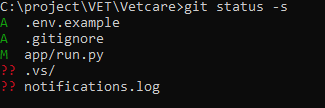 C:\project\VET\Vetcare>git status -s
A  .env.example
A  .gitignore
M  app/run.py
?? .vs/
?? notifications.log